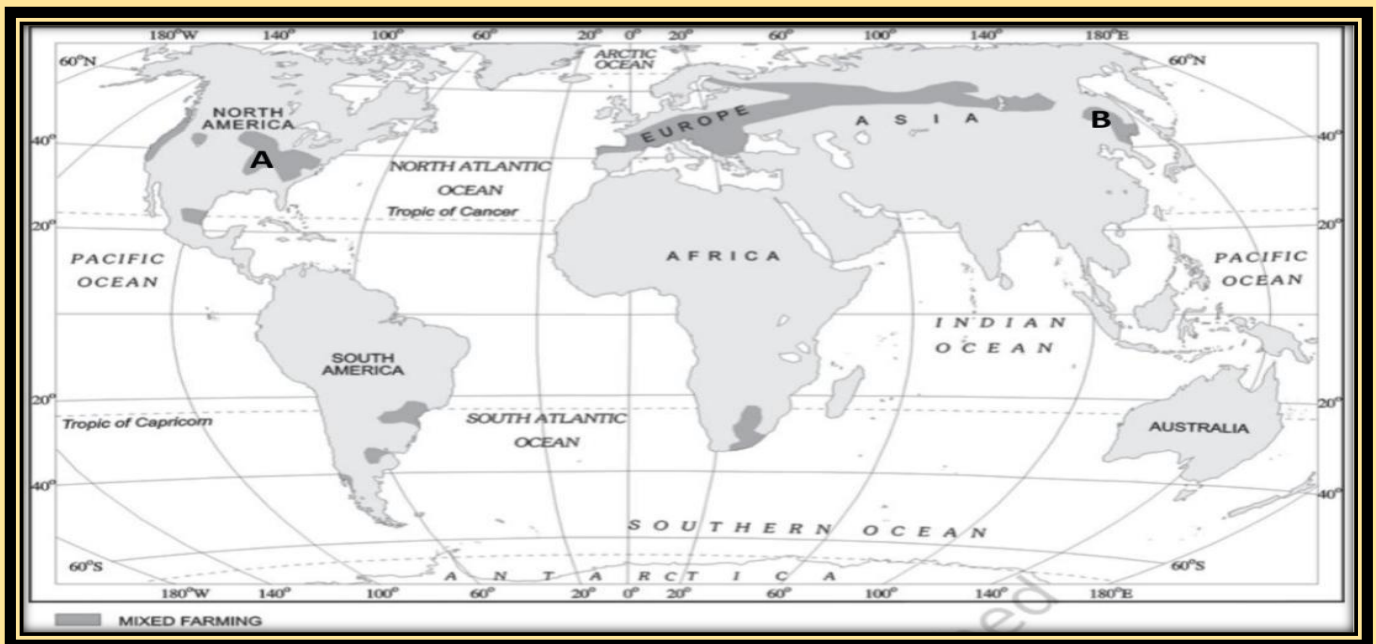 180°W 140° 100° 60° 20° 0° 20° 60° 100° 140° 180°E
ARCTIC
OCEAN
60°N 60°N
NORTH
AMERICA
EUROPE
ASIA
B
A
40° 40°
NORTH ATLANTIC
OCEAN
Tropic of Cancer
20° 20°
PACIFIC
OCEAN
AFRICA
PACIFIC
OCEAN
INDIAN
OCEAN
SOUTH
AMERICA
20° 20°
Tropic of Capricorn
SOUTH ATLANTIC
OCEAN
AUSTRALIA
40° 40°
SOUTHERN OCEAN
60°S 60°S
ANTARCTICA
180°W 140° 100° 60° 20° 0° 20° 60° 100° 140° 180°E
MIXED FARMING